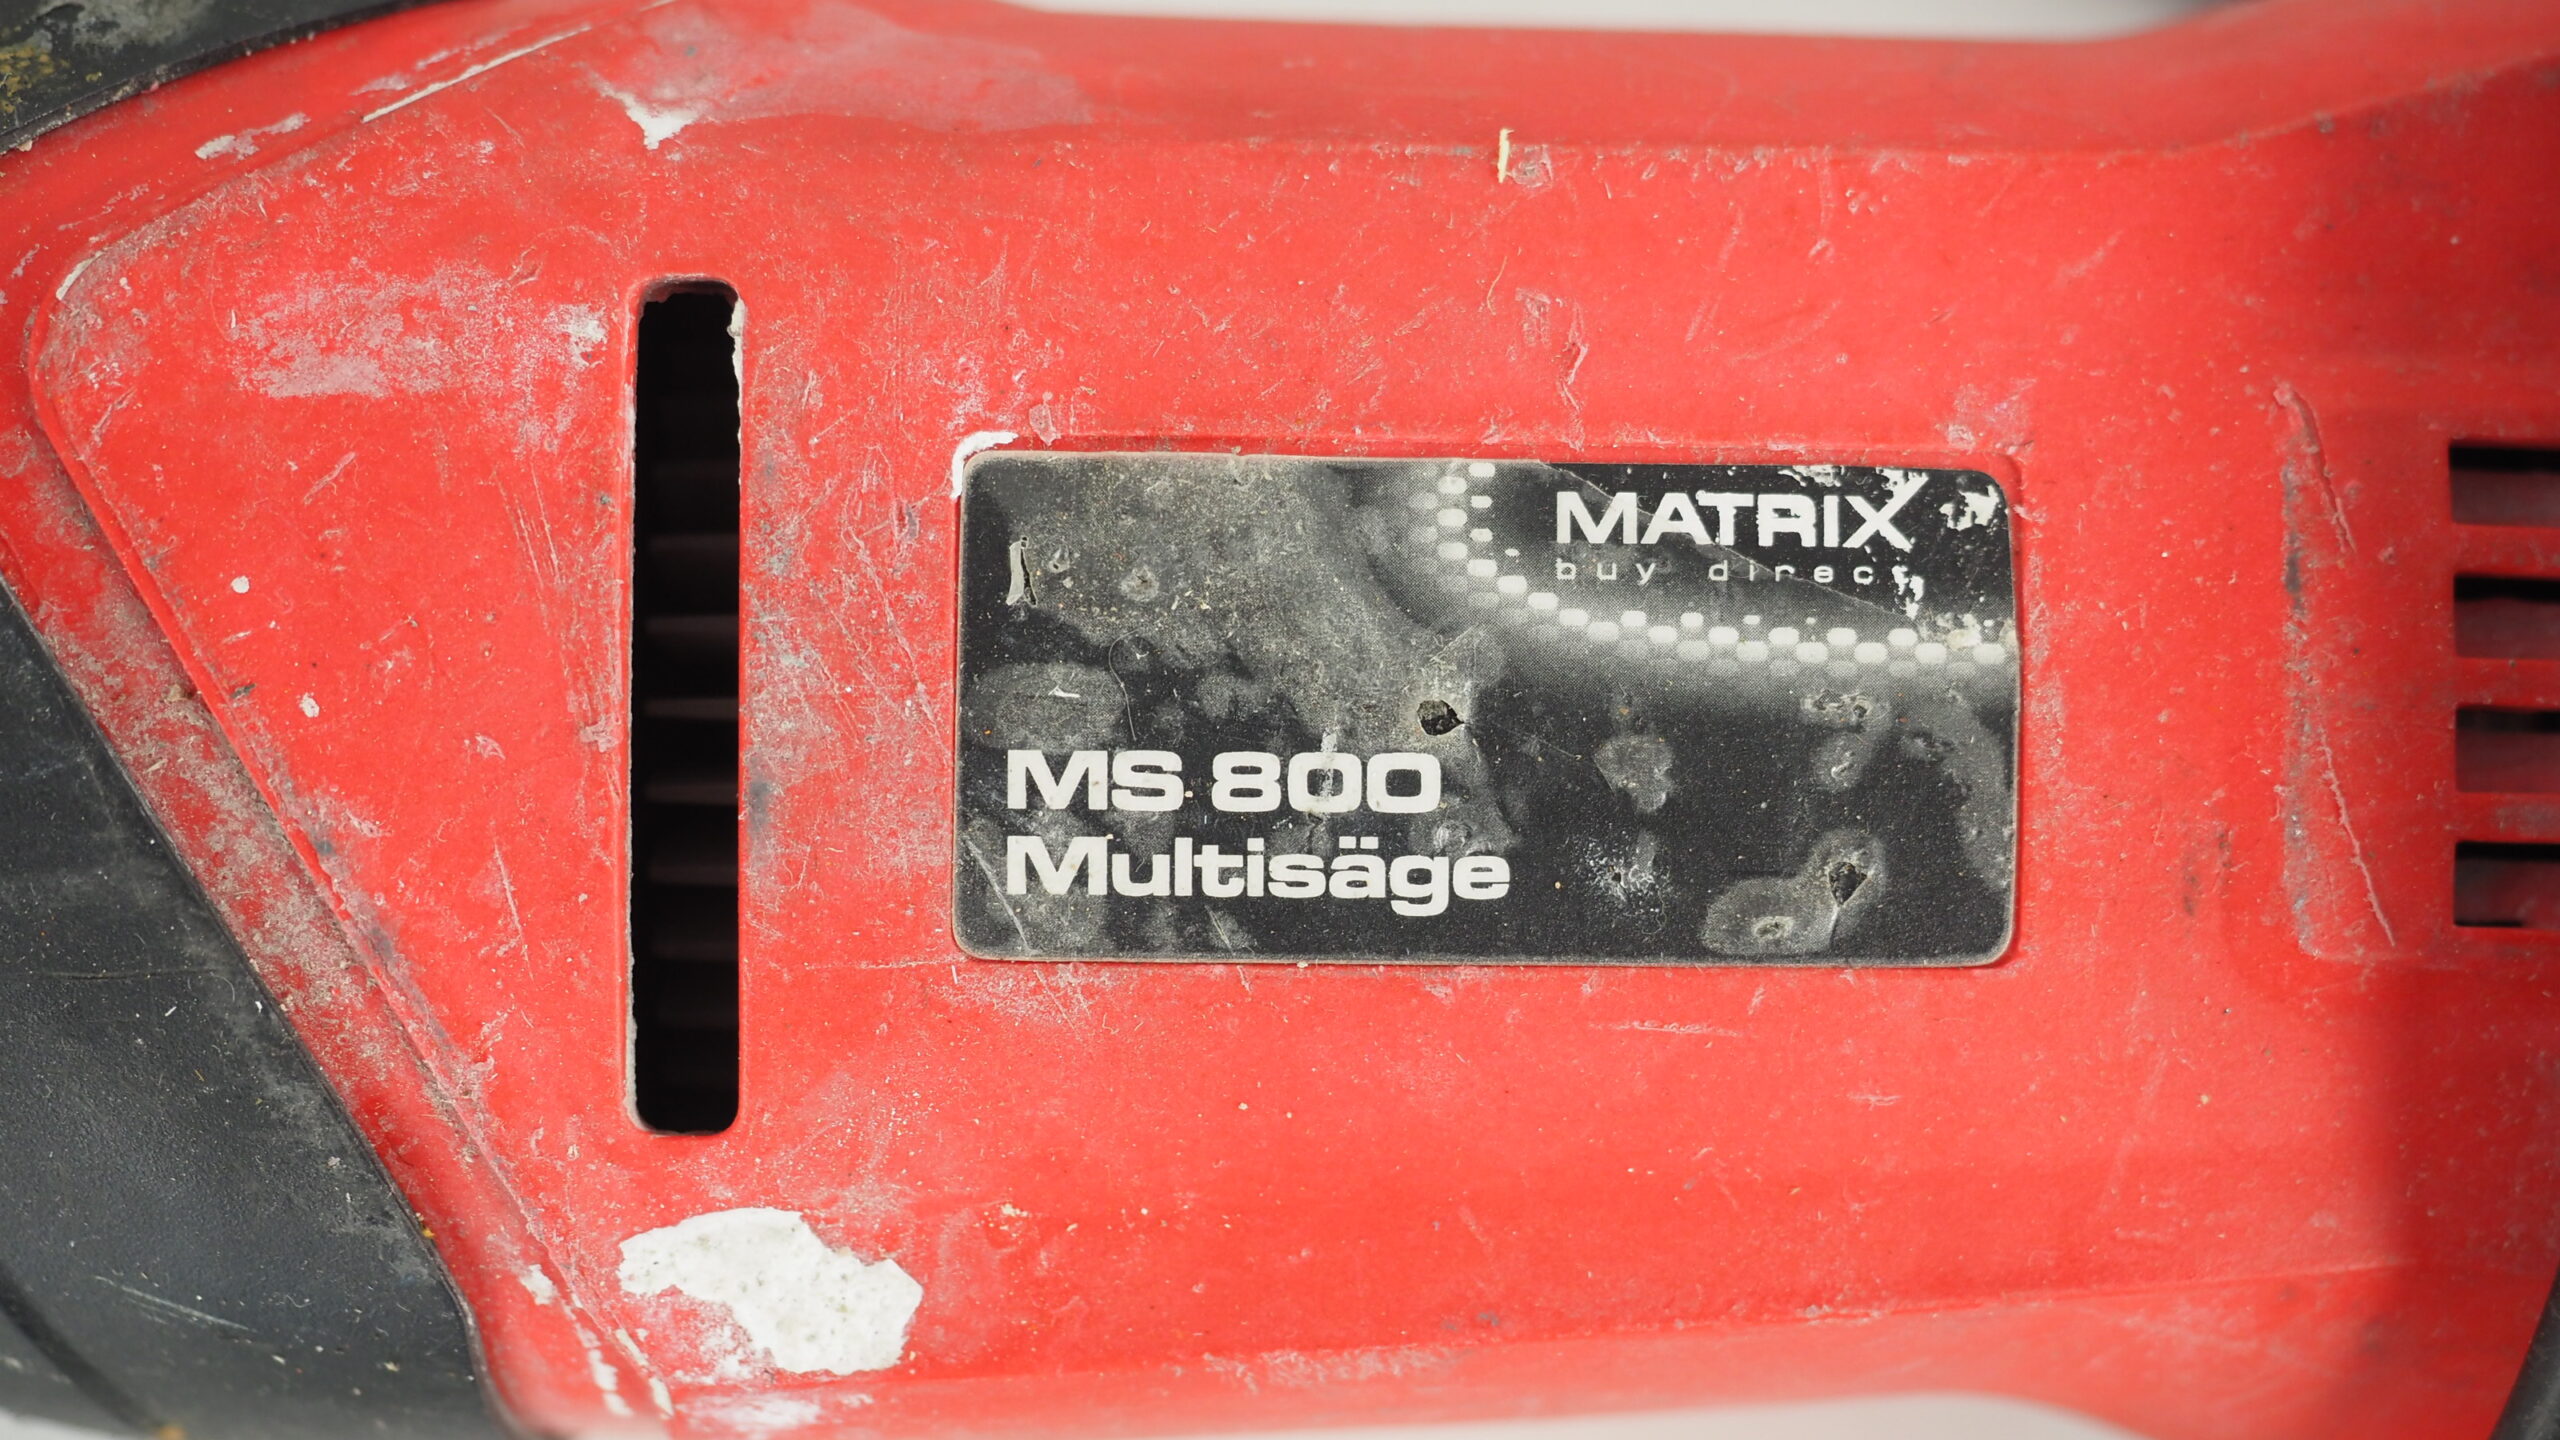 MATRIX
buy direct
MS 800
Multisäge